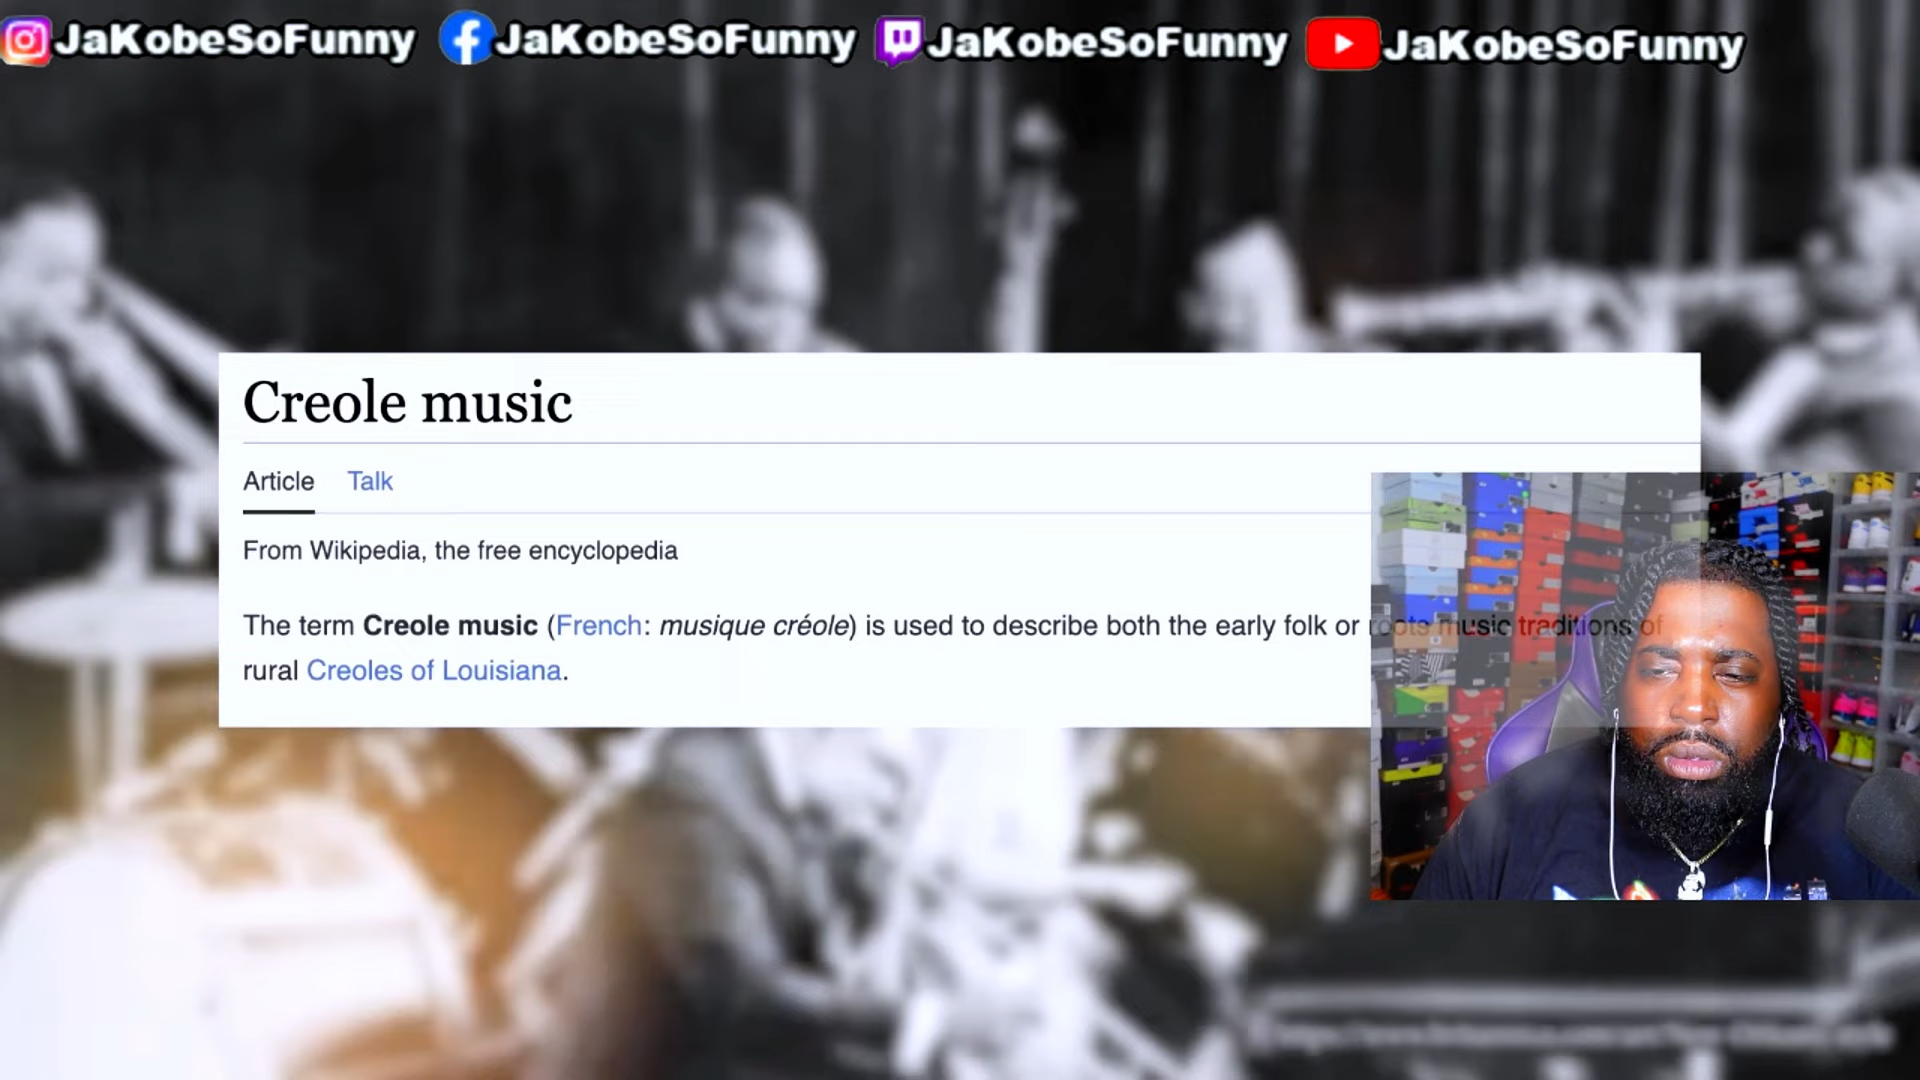 JaKobeSoFunny JaKobeSoFunny JaKobeSoFunny JaKobeSoFunny
Creole music
Article Talk
From Wikipedia, the free encyclopedia
The term Creole music (French: musique créole) is used to describe both the early folk or roots music traditions of
rural Creoles of Louisiana.